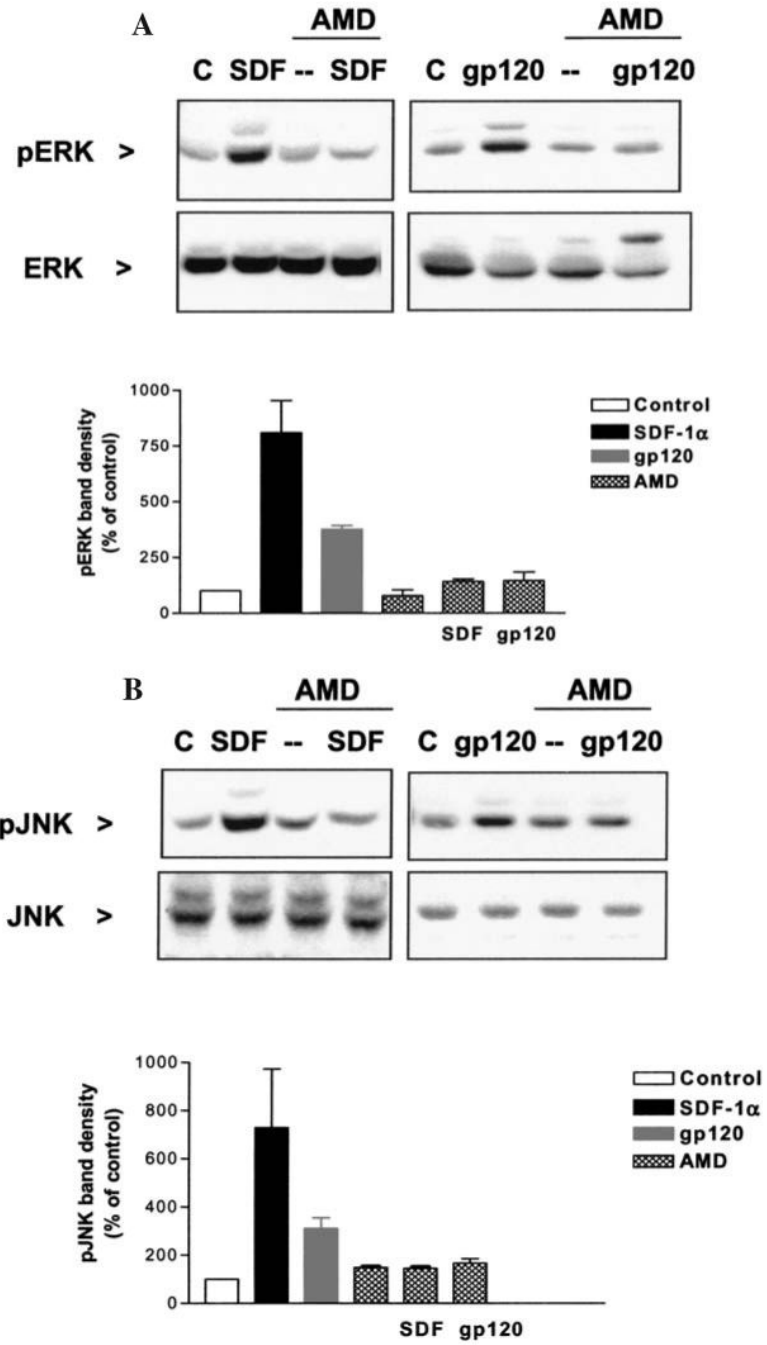 A
AMD
AMD
C SDF -- SDF
C gp120 -- gp120
pERK >
ERK >
pERK band density
(% of control)
1000
750
500
250
0
SDF gp120
Control
SDF-1α
gp120
AMD
B
AMD
AMD
C SDF -- SDF
C gp120 -- gp120
pJNK >
JNK >
pJNK band density
(% of control)
1000
800
600
400
200
0
SDF gp120
Control
SDF-1α
gp120
AMD